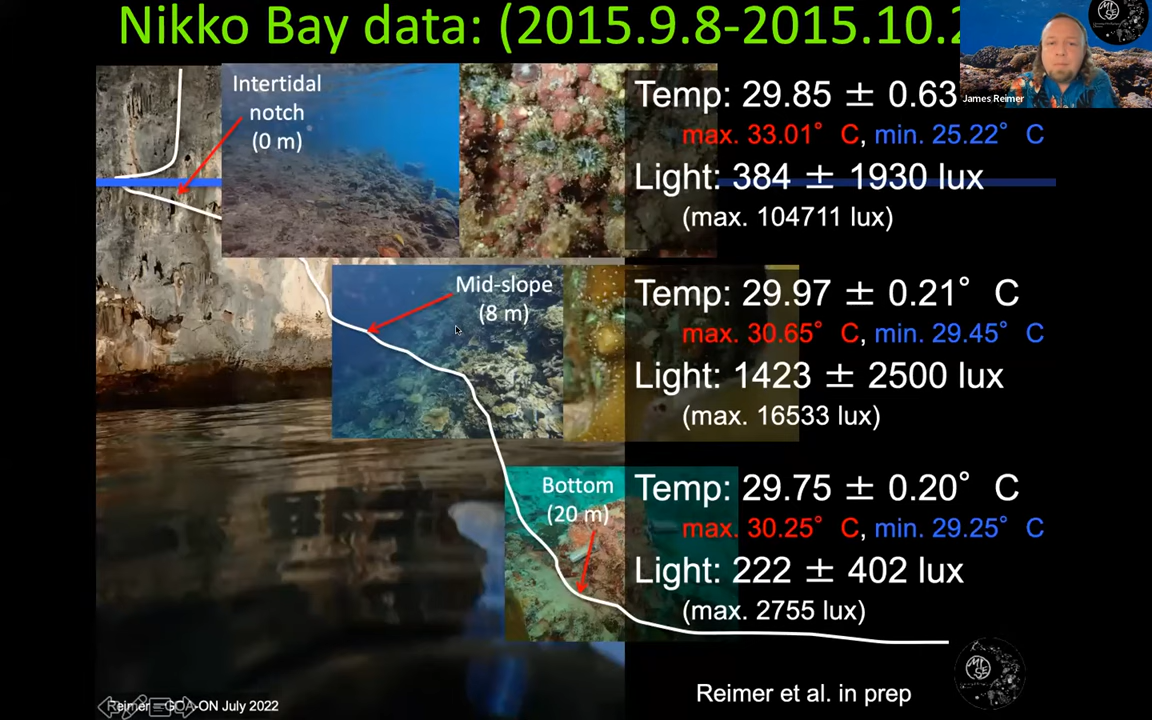 Nikko Bay data: (2015.9.8-2015.10.2
James Reimer
Intertidal
notch
(0 m)
Temp: 29.85 ± 0.63
max. 33.01° C, min. 25.22° C
Light: 384 ± 1930 lux
(max. 104711 lux)
Mid-slope
(8 m)
Temp: 29.97 ± 0.21° C
max. 30.65° C, min. 29.45° C
Light: 1423 ± 2500 lux
(max. 16533 lux)
Bottom
(20 m)
Temp: 29.75 ± 0.20° C
max. 30.25° C, min. 29.25° C
Light: 222 ± 402 lux
(max. 2755 lux)
Reimer et al. in prep
Reimer – GOA-ON July 2022